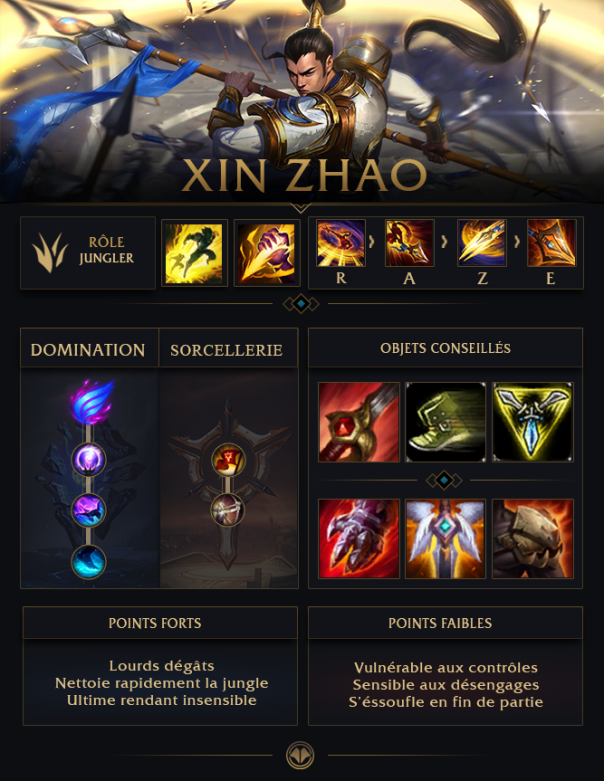 XIN ZHAO
RÔLE
JUNGLER
R
A
Z
E
DOMINATION
SORCELLERIE
OBJETS CONSEILLÉS
POINTS FORTS
Lourds dégâts
Nettoie rapidement la jungle
Ultime rendant insensible
POINTS FAIBLES
Vulnérable aux contrôles
Sensible aux désengages
S'éssoufle en fin de partie